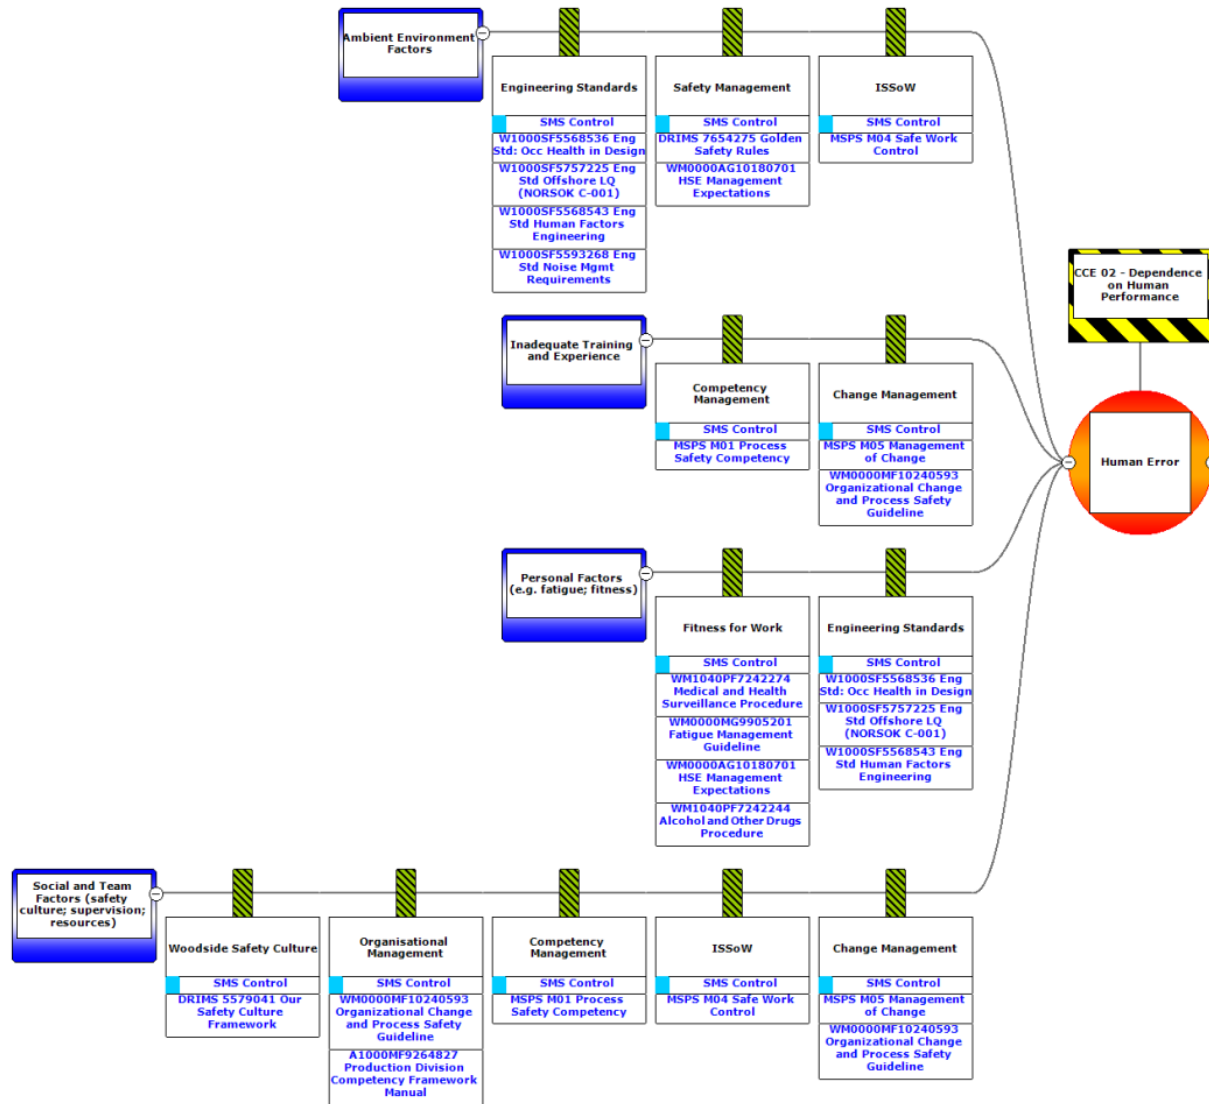 Ambient Environment
Factors
Engineering Standards
SMS Control
W1000SF5568536 Eng
Std: Occ Health in Design
W1000SF5757225 Eng
Std Offshore LQ
(NORSOK C-001)
W1000SF5568543 Eng
Std Human Factors
Engineering
W1000SF5593268 Eng
Std Noise Mgmt
Requirements
Safety Management
SMS Control
DRIMS 7654275 Golden
Safety Rules
WM0000AG10180701
HSE Management
Expectations
ISSoW
SMS Control
MSPS M04 Safe Work
Control
CCE 02 - Dependence
on Human
Performance
Human Error
Inadequate Training
and Experience
Competency
Management
SMS Control
MSPS M01 Process
Safety Competency
Change Management
SMS Control
MSPS M05 Management
of Change
WM0000MF10240593
Organizational Change
and Process Safety
Guideline
Personal Factors
(e.g. fatigue; fitness)
Fitness for Work
SMS Control
WM1040PF7242274
Medical and Health
Surveillance Procedure
WM0000MG9905201
Fatigue Management
Guideline
WM0000AG10180701
HSE Management
Expectations
WM1040PF7242244
Alcohol and Other Drugs
Procedure
Engineering Standards
SMS Control
W1000SF5568536 Eng
Std: Occ Health in Design
W1000SF5757225 Eng
Std Offshore LQ
(NORSOK C-001)
W1000SF5568543 Eng
Std Human Factors
Engineering
Social and Team
Factors (safety
culture; supervision;
resources)
Woodside Safety Culture
SMS Control
DRIMS 5579041 Our
Safety Culture
Framework
Organisational
Management
SMS Control
WM0000MF10240593
Organizational Change
and Process Safety
Guideline
A1000MF9264827
Production Division
Competency Framework
Manual
Competency
Management
SMS Control
MSPS M01 Process
Safety Competency
ISSoW
SMS Control
MSPS M04 Safe Work
Control
Change Management
SMS Control
MSPS M05 Management
of Change
WM0000MF10240593
Organizational Change
and Process Safety
Guideline